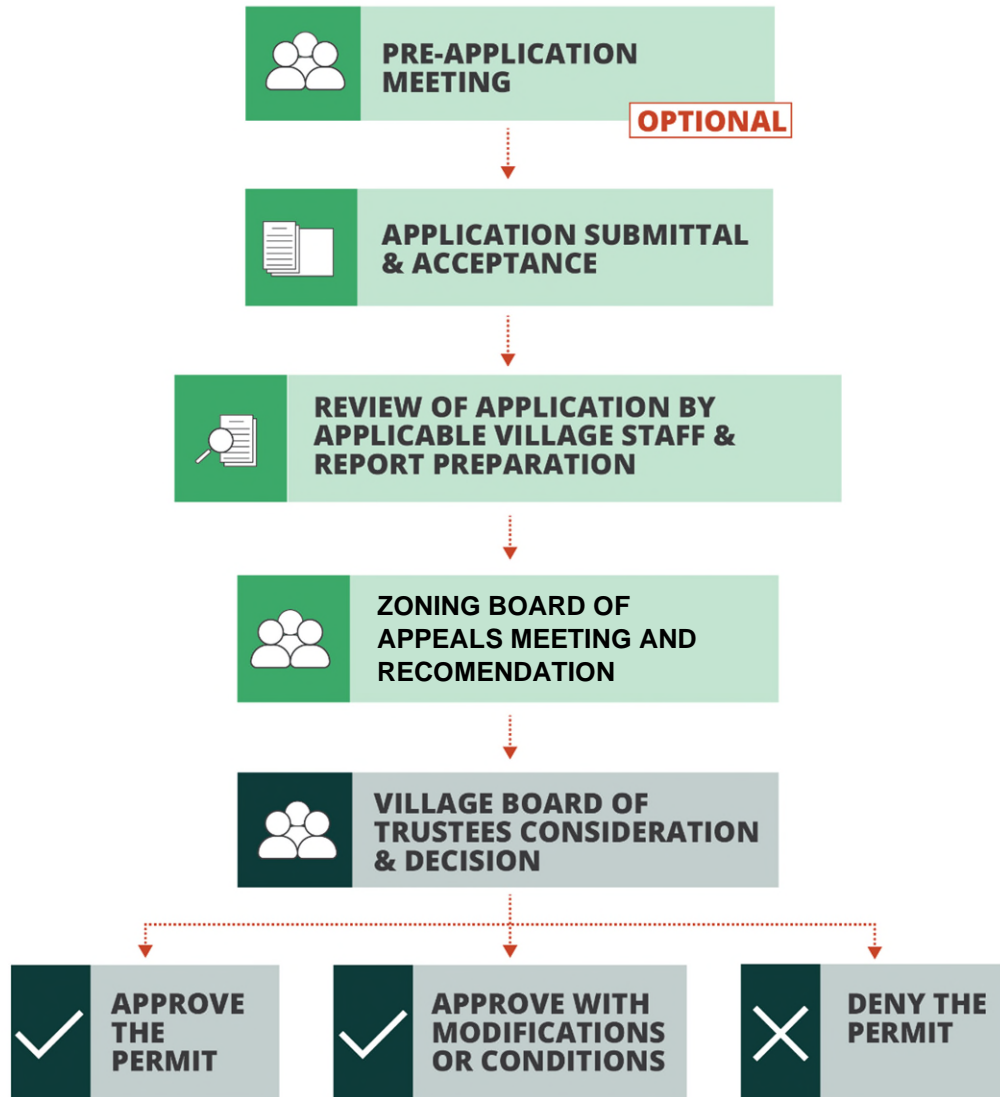 PRE-APPLICATION
MEETING
OPTIONAL
APPLICATION SUBMITTAL
& ACCEPTANCE
REVIEW OF APPLICATION BY
APPLICABLE VILLAGE STAFF &
REPORT PREPARATION
ZONING BOARD OF
APPEALS MEETING AND
RECOMENDATION
VILLAGE BOARD OF
TRUSTEES CONSIDERATION
& DECISION
APPROVE
THE
PERMIT
APPROVE WITH
MODIFICATIONS
OR CONDITIONS
DENY THE
PERMIT